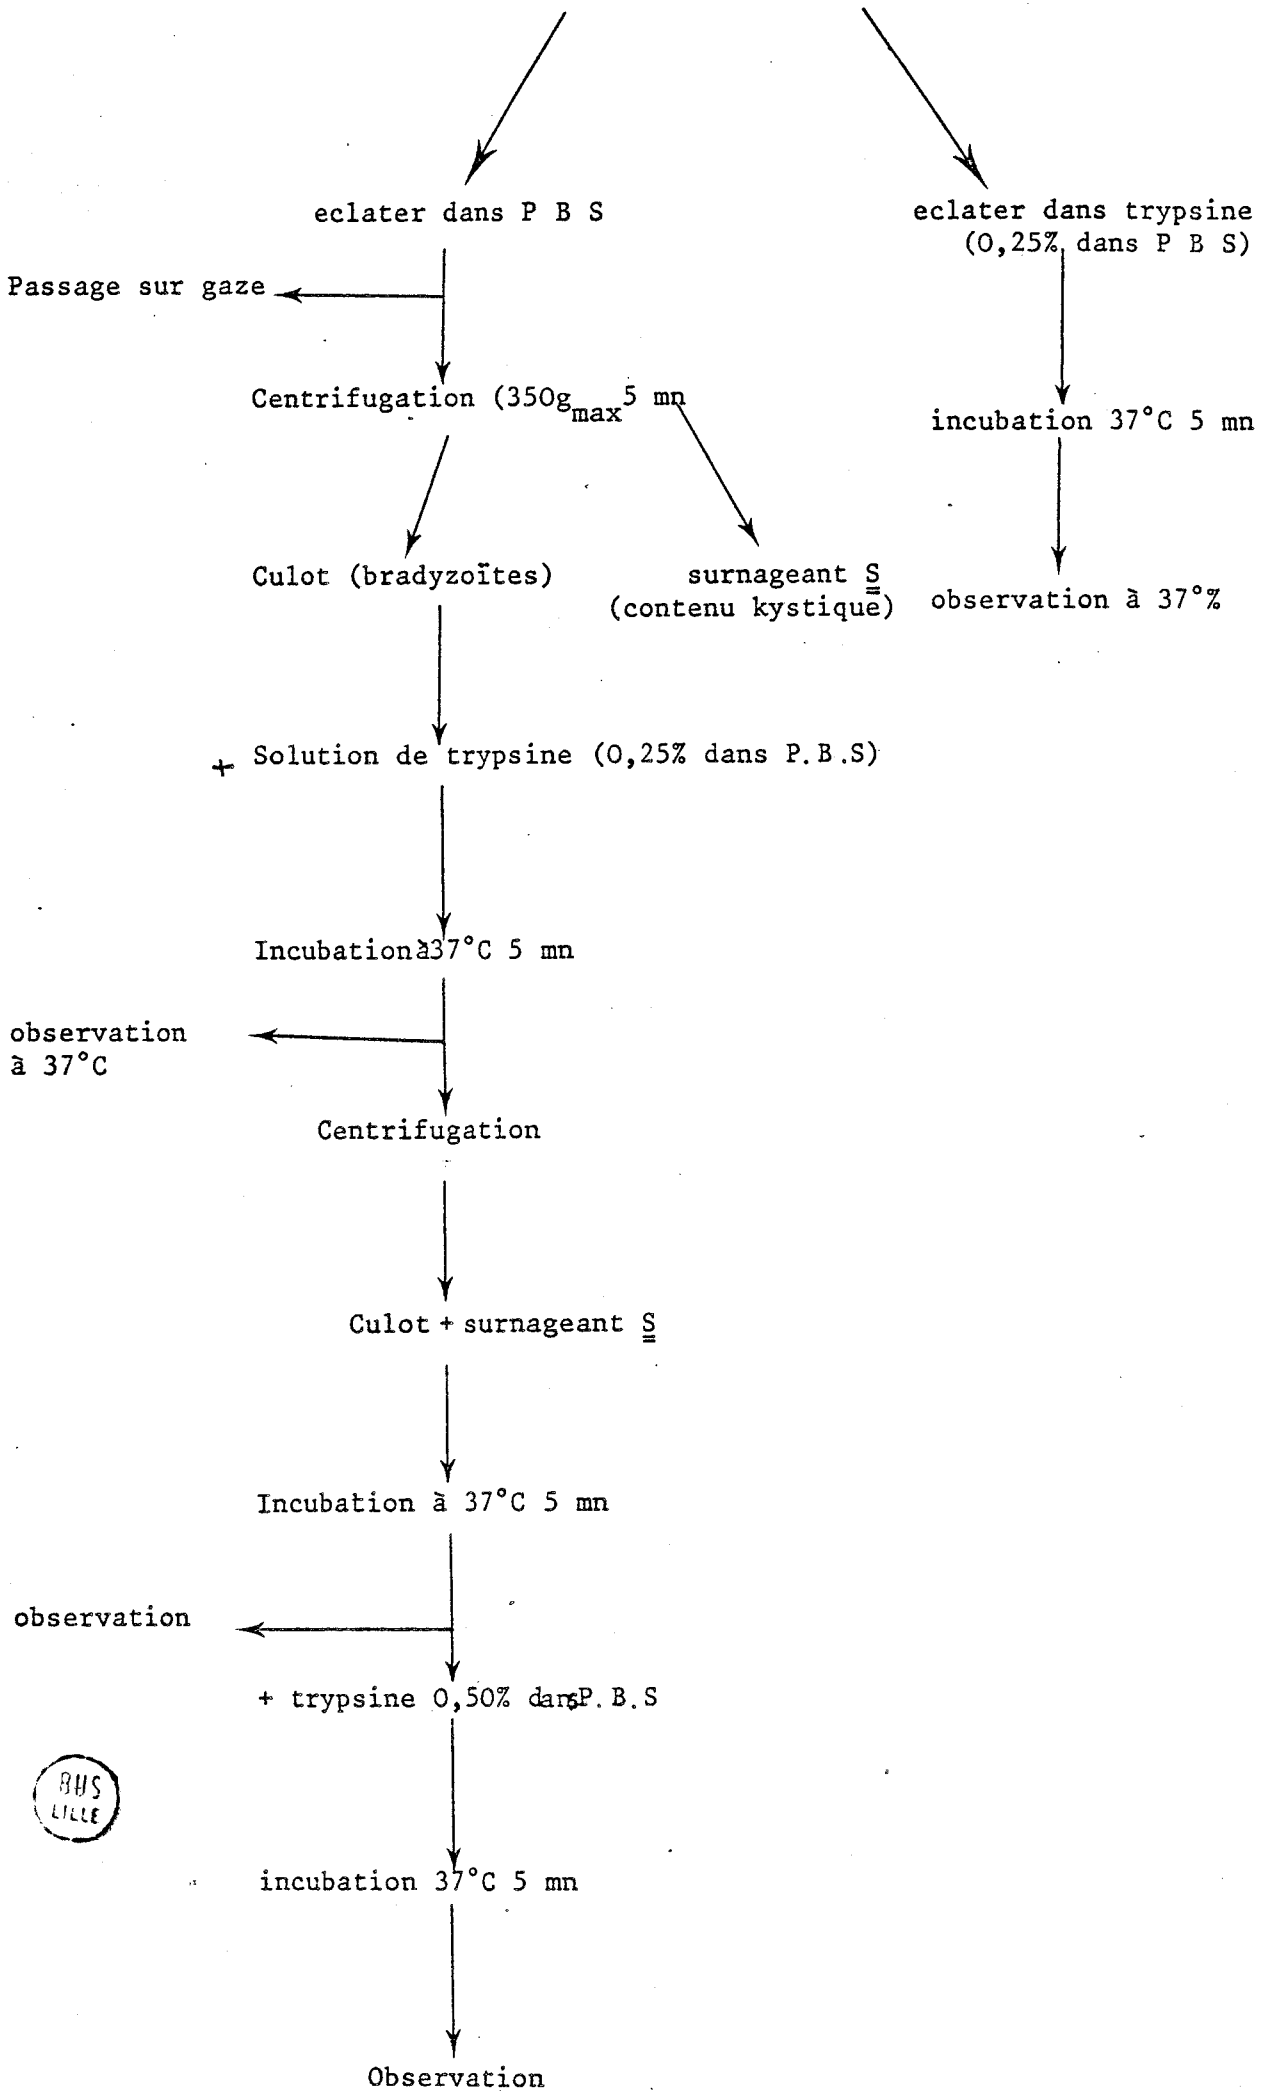 eclater dans P B S
eclater dans trypsine
(0,25% dans P B S)
Passage sur gaze
Centrifugation (350g max 5 mn
incubation 37°C 5 mn
Culot (bradyzoïtes)
surnageant S
(contenu kystique)
observation à 37°%
+ Solution de trypsine (0,25% dans P.B.S)
Incubation à 37°C 5 mn
observation
à 37°C
Centrifugation
Culot + surnageant S
Incubation à 37°C 5 mn
observation
+ trypsine 0,50% dans P.B.S
BUS
LILLE
incubation 37°C 5 mn
Observation